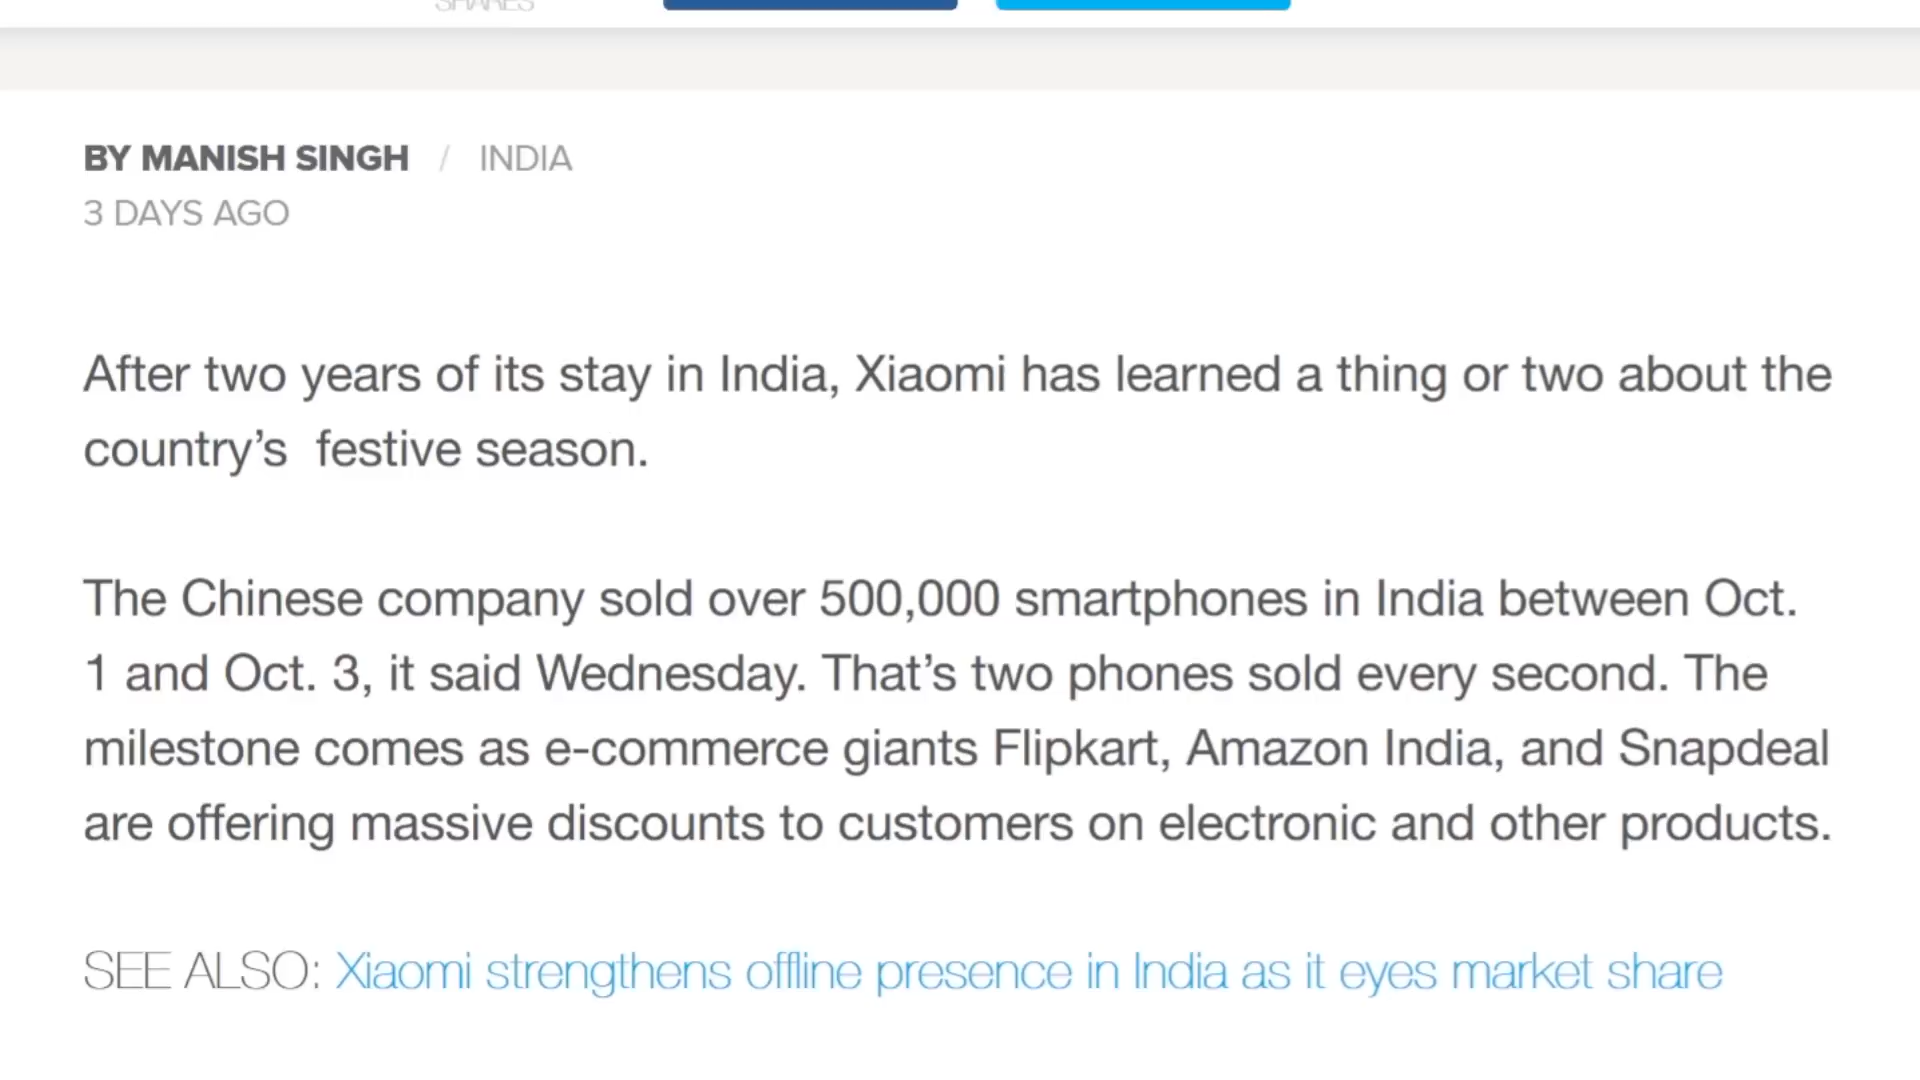 SHARES
BY MANISH SINGH / INDIA
3 DAYS AGO
After two years of its stay in India, Xiaomi has learned a thing or two about the
country’s  festive season.
The Chinese company sold over 500,000 smartphones in India between Oct.
1 and Oct. 3, it said Wednesday. That’s two phones sold every second. The
milestone comes as e-commerce giants Flipkart, Amazon India, and Snapdeal
are offering massive discounts to customers on electronic and other products.
SEE ALSO: Xiaomi strengthens offline presence in India as it eyes market share